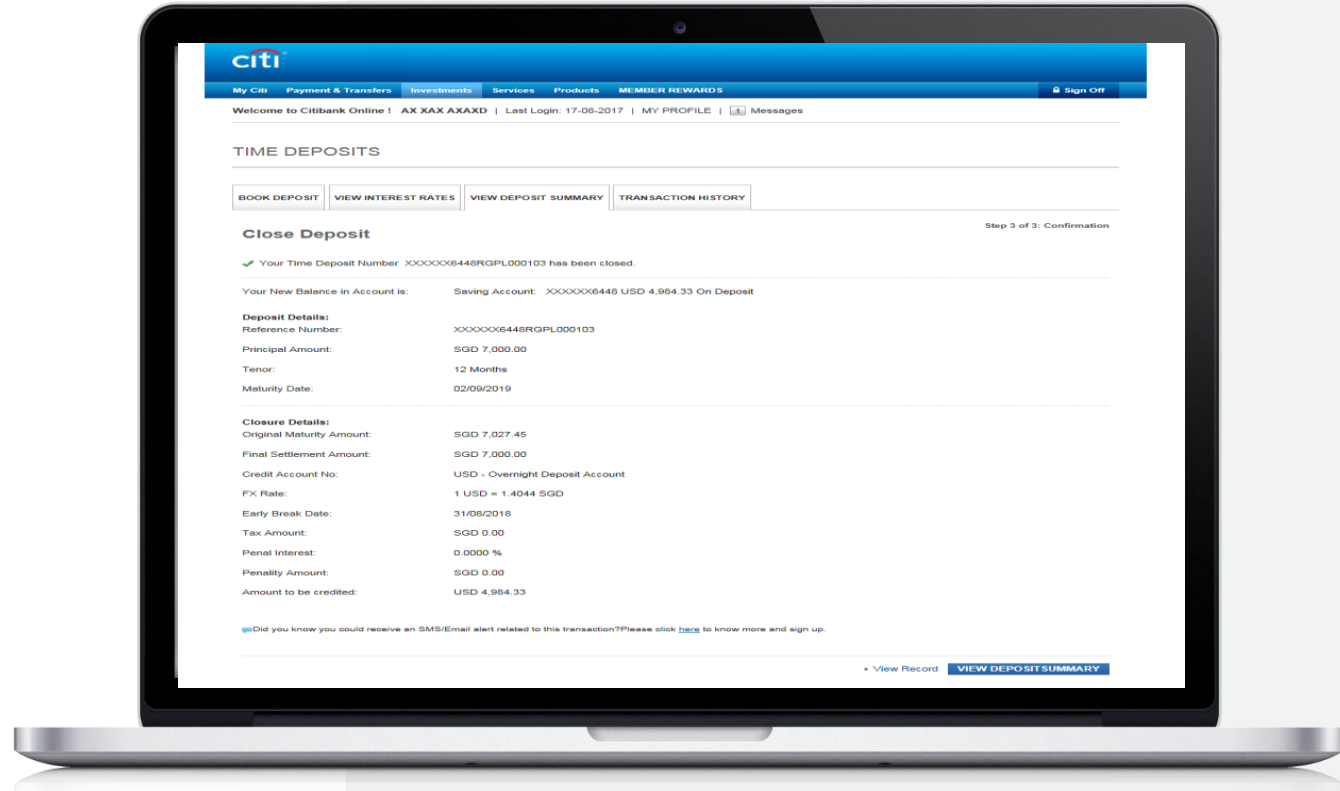 citi
My Citi Payment & Transfers Investments Services Products MEMBER REWARDS Sign Off
Welcome to Citibank Online ! AX XAX AXAXD | Last Login: 17-08-2017 | MY PROFILE | 1 Messages
TIME DEPOSITS
BOOK DEPOSIT VIEW INTEREST RATES VIEW DEPOSIT SUMMARY TRANSACTION HISTORY
Step 3 of 3: Confirmation
Close Deposit
Your Time Deposit Number XXXXXX6448RGPL000103 has been closed.
Your New Balance in Account is: Saving Account: XXXXXX6448 USD 4,984.33 On Deposit
Deposit Details:
Reference Number: XXXXXX6448RGPL000103
Principal Amount: SGD 7,000.00
Tenor: 12 Months
Maturity Date: 02/09/2019
Closure Details:
Original Maturity Amount: SGD 7,027.45
Final Settlement Amount: SGD 7,000.00
Credit Account No: USD - Overnight Deposit Account
FX Rate: 1 USD = 1.4044 SGD
Early Break Date: 31/08/2018
Tax Amount: SGD 0.00
Penal Interest: 0.0000 %
Penality Amount: SGD 0.00
Amount to be credited: USD 4,984.33
Did you know you could receive an SMS/Email alert related to this transaction?Please click here to know more and sign up.
View Record VIEW DEPOSITSUMMARY